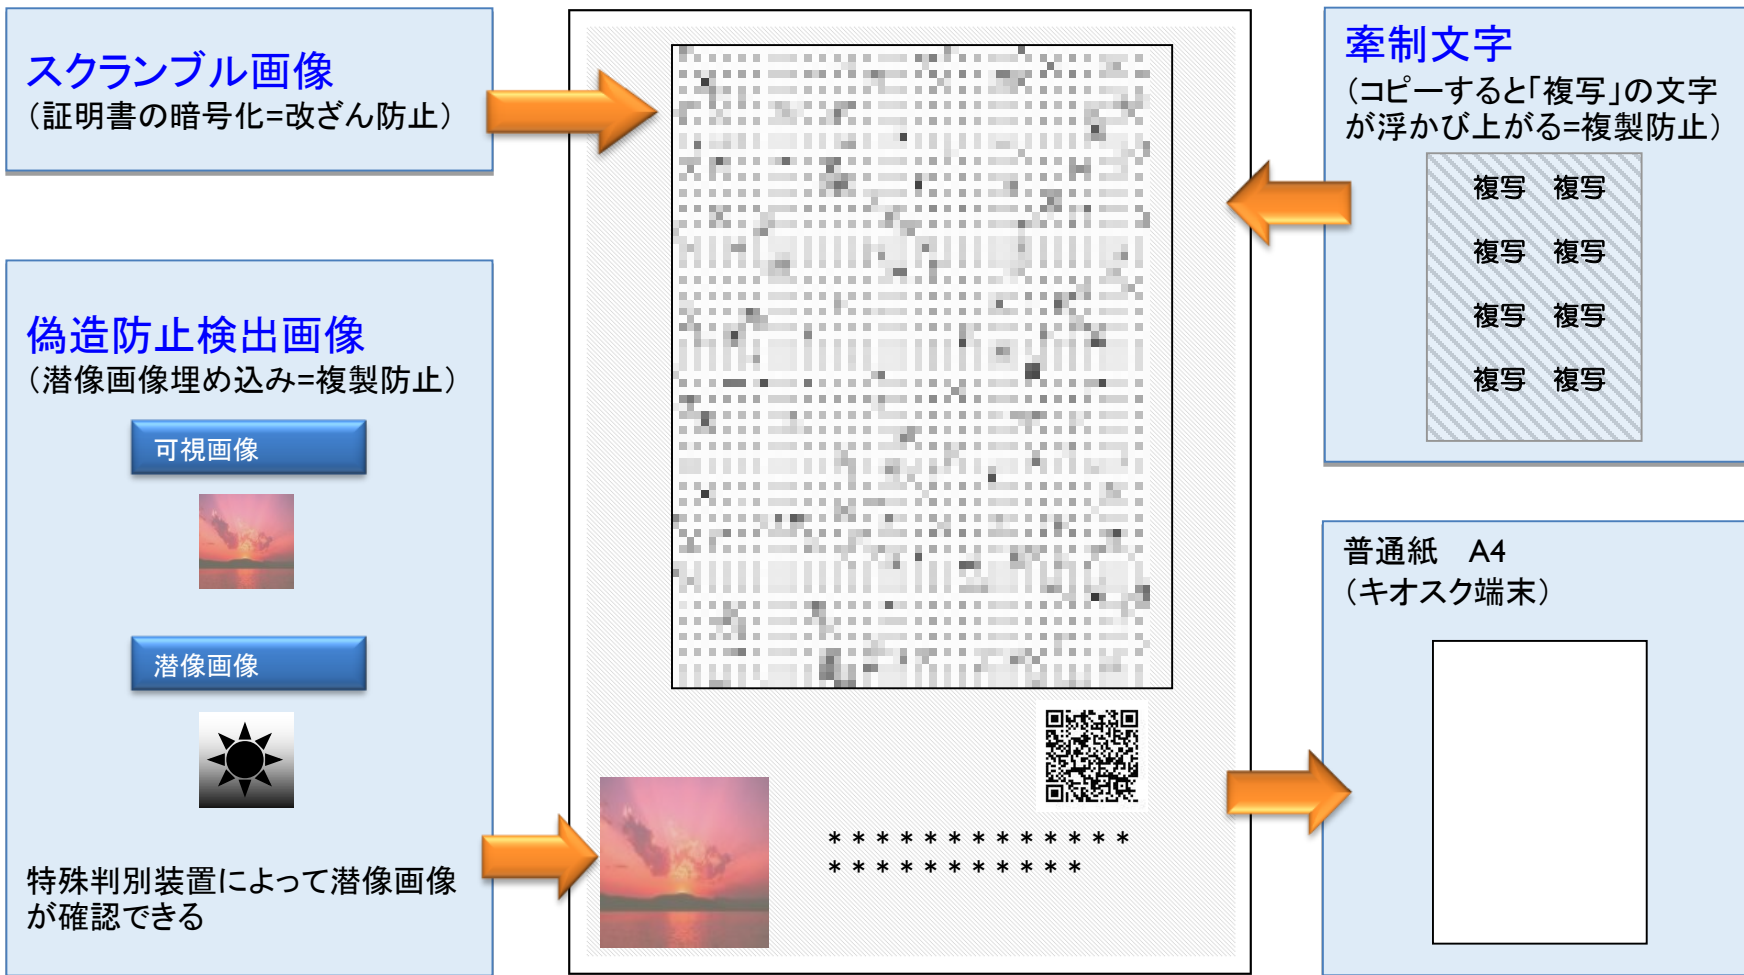 スクランブル画像
（証明書の暗号化=改ざん防止）
偽造防止検出画像
（潜像画像埋め込み=複製防止）
可視画像
潜像画像
特殊判別装置によって潜像画像
が確認できる
＊＊＊＊＊＊＊＊＊＊＊＊＊
＊＊＊＊＊＊＊＊＊＊＊
牽制文字
（コピーすると「複写」の文字
が浮かび上がる=複製防止）
複写　複写
複写　複写
複写　複写
複写　複写
普通紙　A4
（キオスク端末）